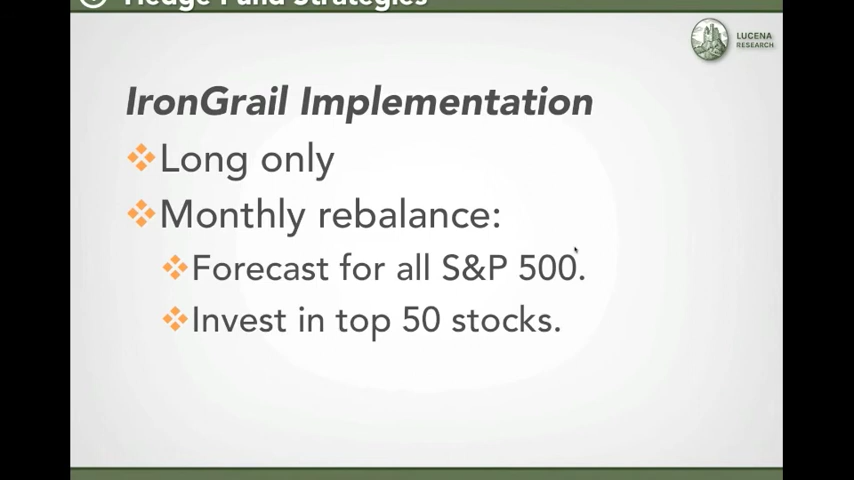 Hedge Fund Strategies
LUCENA
RESEARCH
IronGrail Implementation
Long only
Monthly rebalance:
Forecast for all S&P 500.
Invest in top 50 stocks.